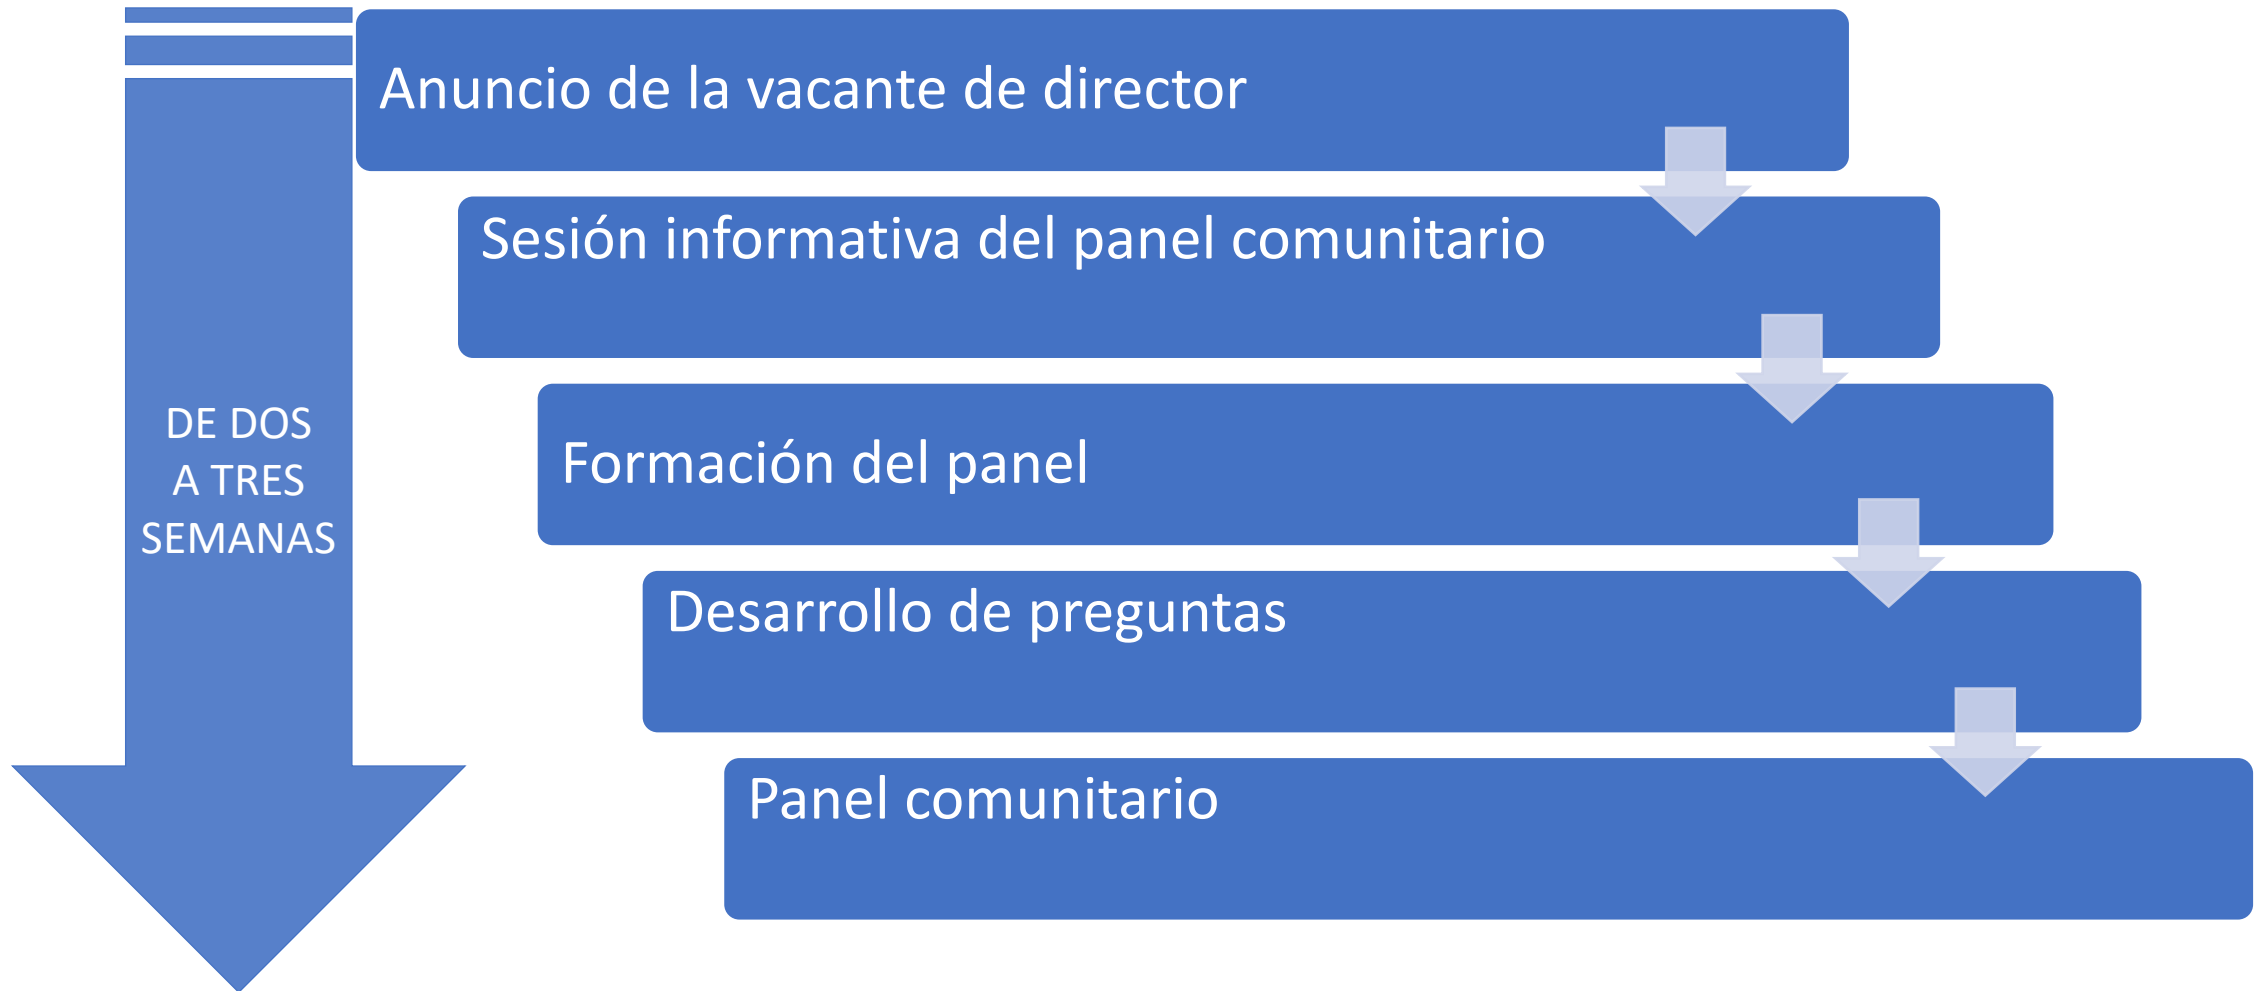 Anuncio de la vacante de director
Sesión informativa del panel comunitario
Formación del panel
Desarrollo de preguntas
Panel comunitario
DE DOS
A TRES
SEMANAS